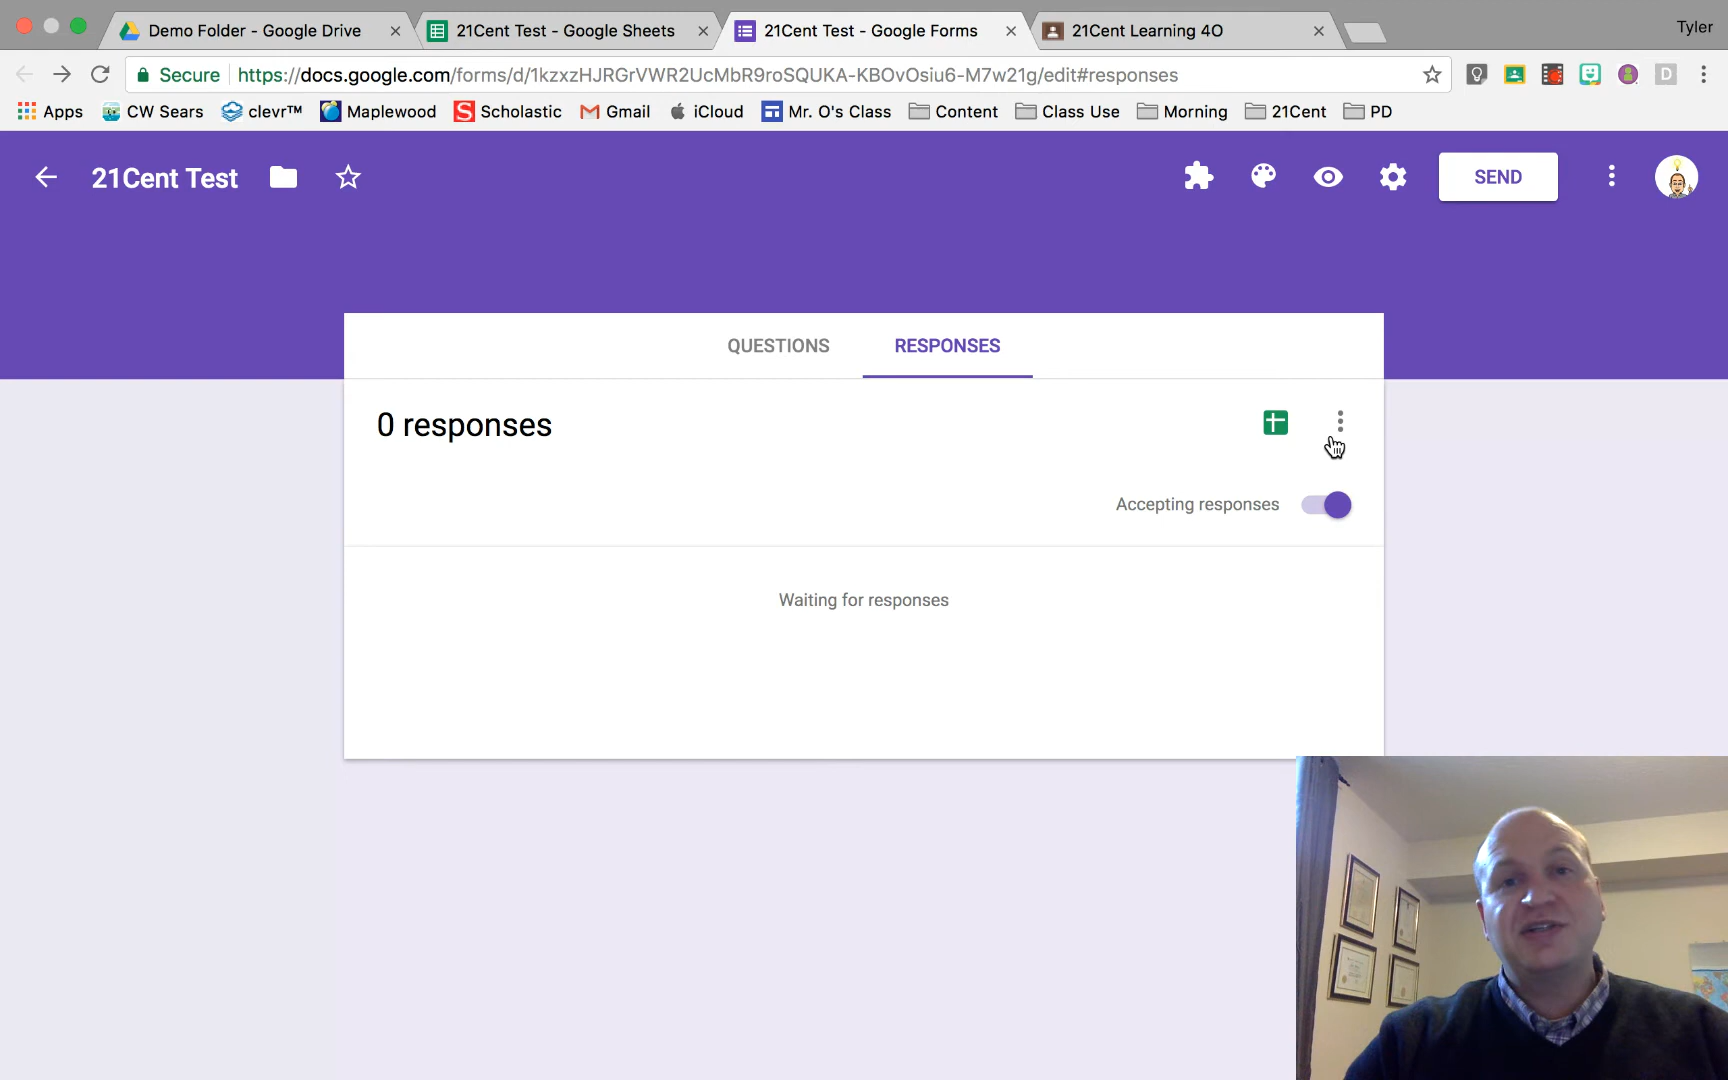 Demo Folder - Google Drive
21Cent Test - Google Sheets
21Cent Test - Google Forms
21Cent Learning 4O
Tyler
Secure
https://docs.google.com/forms/d/1kzxzHJRGrVWR2UcMbR9roSQUKA-KBOvOsiu6-M7w21g/edit#responses
D
Apps
CW Sears
clevr™
Maplewood
S Scholastic
Gmail
iCloud
Mr. O's Class
Content
Class Use
Morning
21Cent
PD
21Cent Test
SEND
QUESTIONS
RESPONSES
0 responses
Accepting responses
Waiting for responses